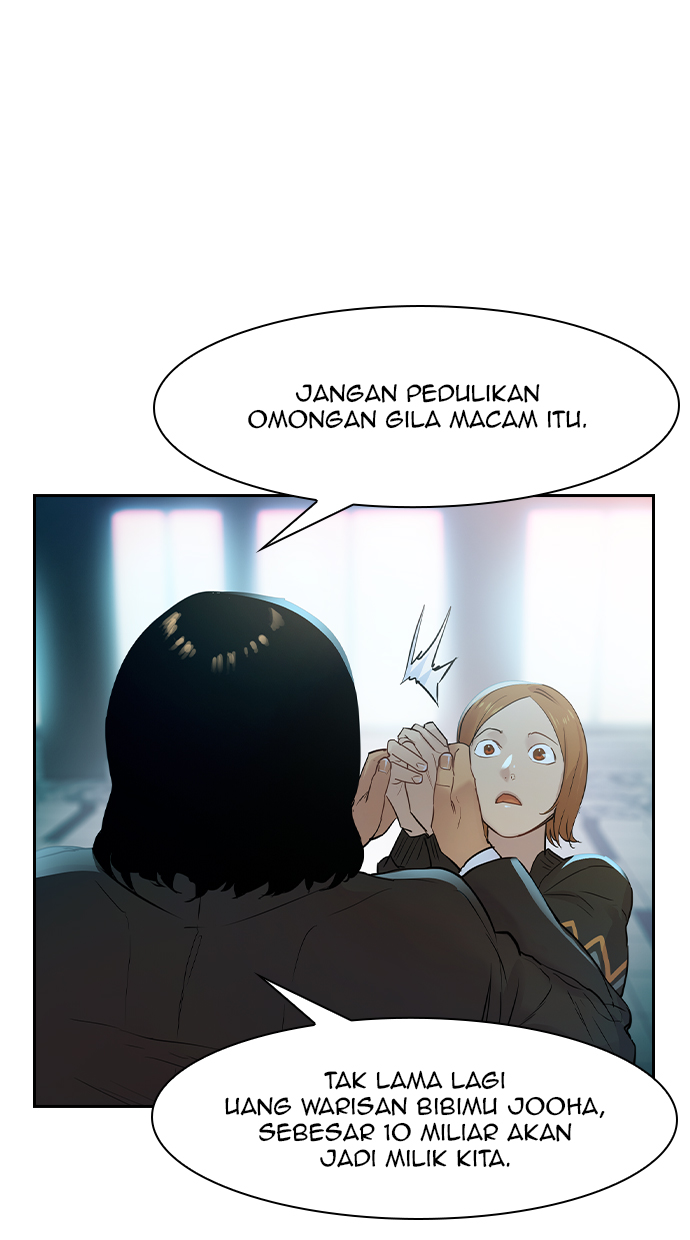 JANGAN PEDULIKAN
OMONGAN GILA MACAM ITU.
TAK LAMA LAGI
UANG WARISAN BIBIMU JOOHA,
SEBESAR 10 MILIAR AKAN
JADI MILIK KITA.